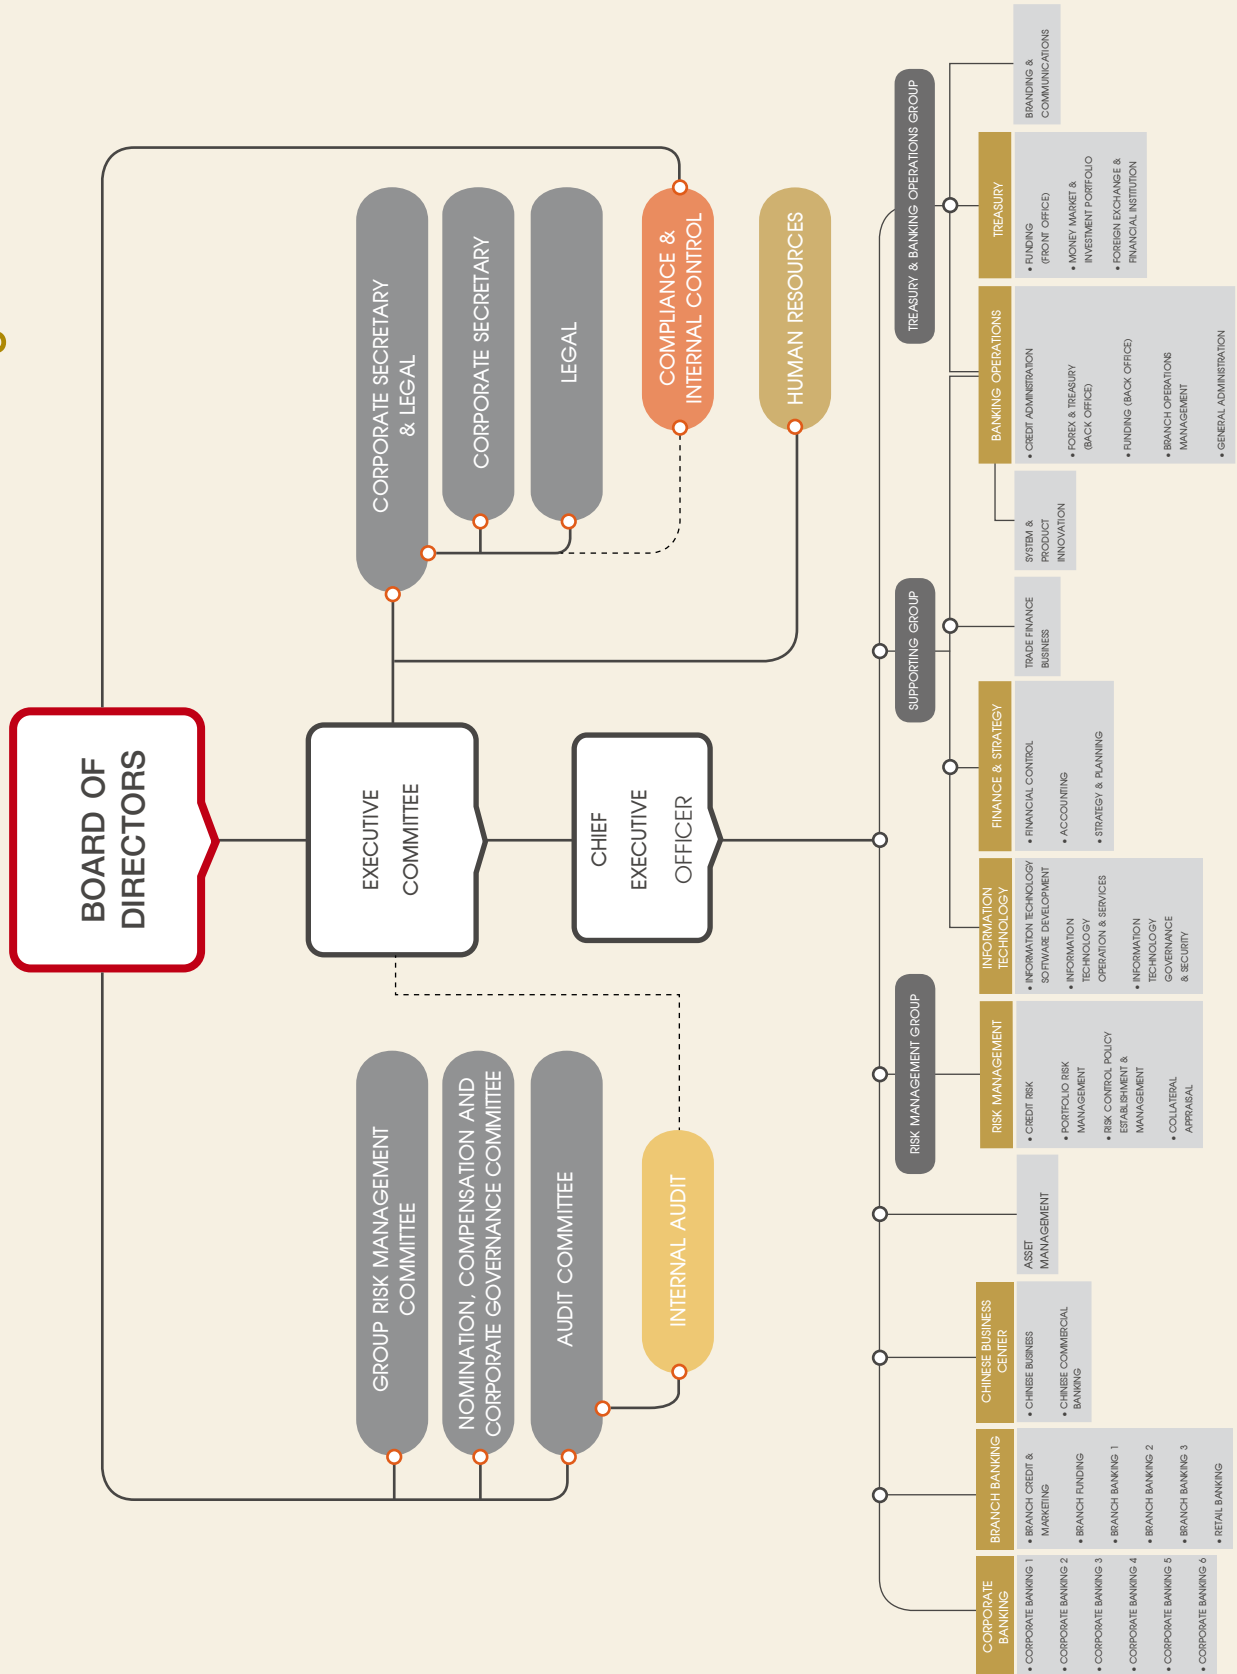 BOARD OF
DIRECTORS
EXECUTIVE
COMMITTEE
CHIEF
EXECUTIVE
OFFICER
GROUP RISK MANAGEMENT
COMMITTEE
NOMINATION, COMPENSATION AND
CORPORATE GOVERNANCE COMMITTEE
AUDIT COMMITTEE
INTERNAL AUDIT
CORPORATE SECRETARY
& LEGAL
CORPORATE SECRETARY
LEGAL
COMPLIANCE &
INTERNAL CONTROL
HUMAN RESOURCES
RISK MANAGEMENT GROUP
SUPPORTING GROUP
TREASURY & BANKING OPERATIONS GROUP
CORPORATE
BANKING
• CORPORATE BANKING 1
• CORPORATE BANKING 2
• CORPORATE BANKING 3
• CORPORATE BANKING 4
• CORPORATE BANKING 5
• CORPORATE BANKING 6
BRANCH BANKING
• BRANCH CREDIT &
MARKETING
• BRANCH FUNDING
• BRANCH BANKING 1
• BRANCH BANKING 2
• BRANCH BANKING 3
• RETAIL BANKING
CHINESE BUSINESS
CENTER
• CHINESE BUSINESS
• CHINESE COMMERCIAL
BANKING
ASSET
MANAGEMENT
RISK MANAGEMENT
• CREDIT RISK
• PORTFOLIO RISK
MANAGEMENT
• RISK CONTROL POLICY
ESTABLISHMENT &
MANAGEMENT
• COLLATERAL
APPRAISAL
INFORMATION
TECHNOLOGY
• INFORMATION TECHNOLOGY
SOFTWARE DEVELOPMENT
• INFORMATION
TECHNOLOGY
OPERATION & SERVICES
• INFORMATION
TECHNOLOGY
GOVERNANCE
& SECURITY
FINANCE & STRATEGY
• FINANCIAL CONTROL
• ACCOUNTING
• STRATEGY & PLANNING
TRADE FINANCE
BUSINESS
SYSTEM &
PRODUCT
INNOVATION
BANKING OPERATIONS
• CREDIT ADMINISTRATION
• FOREX & TREASURY
(BACK OFFICE)
• FUNDING (BACK OFFICE)
• BRANCH OPERATIONS
MANAGEMENT
• GENERAL ADMINISTRATION
TREASURY
• FUNDING
(FRONT OFFICE)
• MONEY MARKET &
INVESTMENT PORTFOLIO
• FOREIGN EXCHANGE &
FINANCIAL INSTITUTION
BRANDING &
COMMUNICATIONS